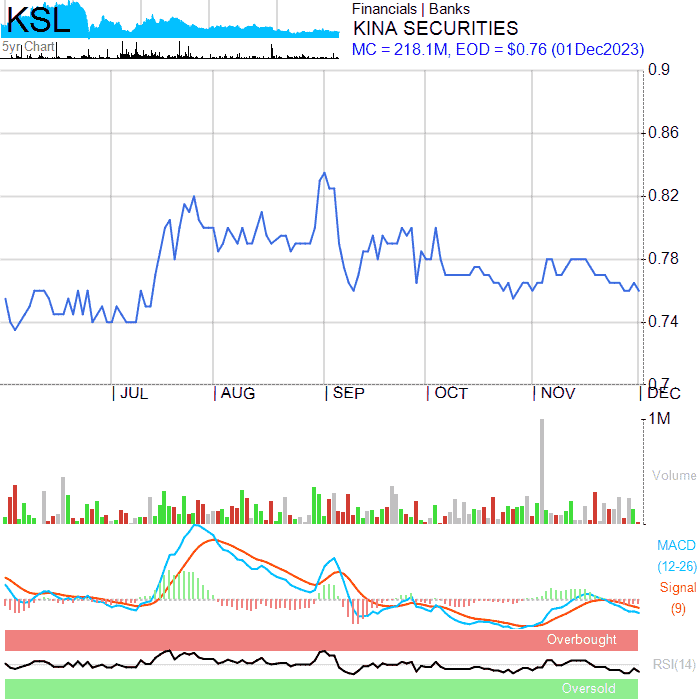 KSL
5yr Chart
Financials | Banks
KINA SECURITIES
MC = 218.1M, EOD = $0.76 (01Dec2023)
0.9
0.86
0.82
0.78
0.74
0.7
JUL AUG SEP OCT NOV DEC
1M
Volume
MACD
(12-26)
Signal
(9)
Overbought
RSI(14)
Oversold